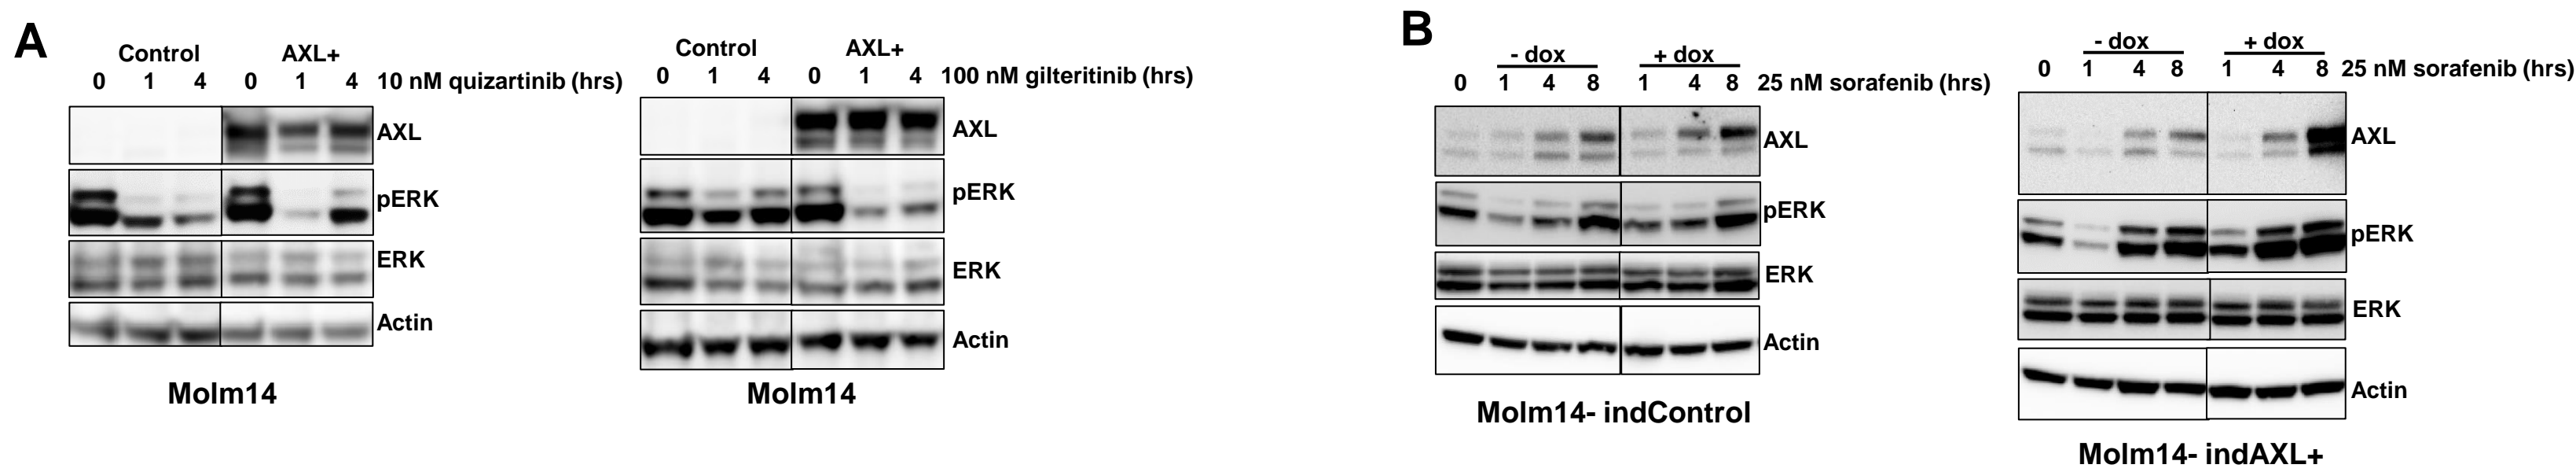 A
Control AXL+
0 1 4 0 1 4 10 nM quizartinib (hrs)
AXL
pERK
ERK
Actin
Molm14
Control AXL+
0 1 4 0 1 4 100 nM gilteritinib (hrs)
AXL
pERK
ERK
Actin
Molm14
B
- dox + dox
0 1 4 8 1 4 8 25 nM sorafenib (hrs)
AXL
pERK
ERK
Actin
Molm14- indControl
- dox + dox
0 1 4 8 1 4 8 25 nM sorafenib (hrs)
AXL
pERK
ERK
Actin
Molm14- indAXL+